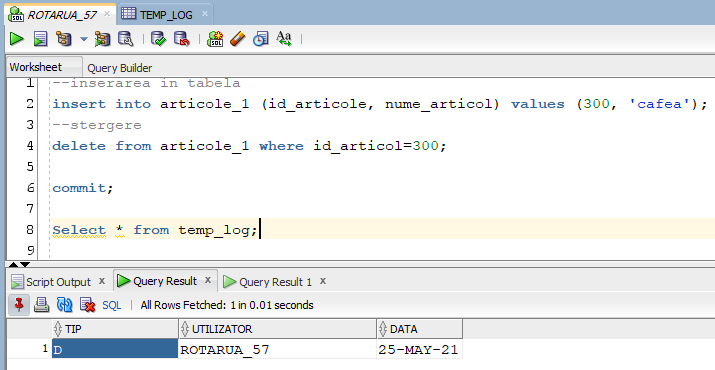 ROTARUA_57 TEMP_LOG
SQL
Worksheet Query Builder
1 --inserarea in tabela
2 insert into articole_1 (id_articole, nume_articol) values (300, 'cafea');
3 --stergere
4 delete from articole_1 where id_articol=300;
5
6 commit;
7
8 Select * from temp_log;
9
Script Output x Query Result x Query Result 1 x
SQL | All Rows Fetched: 1 in 0.01 seconds
TIP UTILIZATOR DATA
1 D ROTARUA_57 25-MAY-21